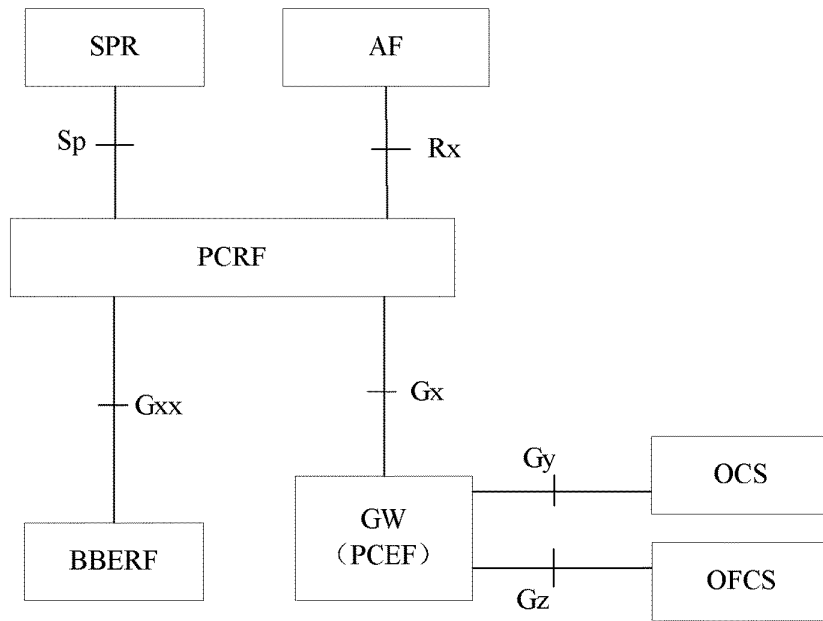 SPR
AF
Sp
Rx
PCRF
Gxx
Gx
Gy
OCS
GW
（PCEF）
BBERF
Gz
OFCS